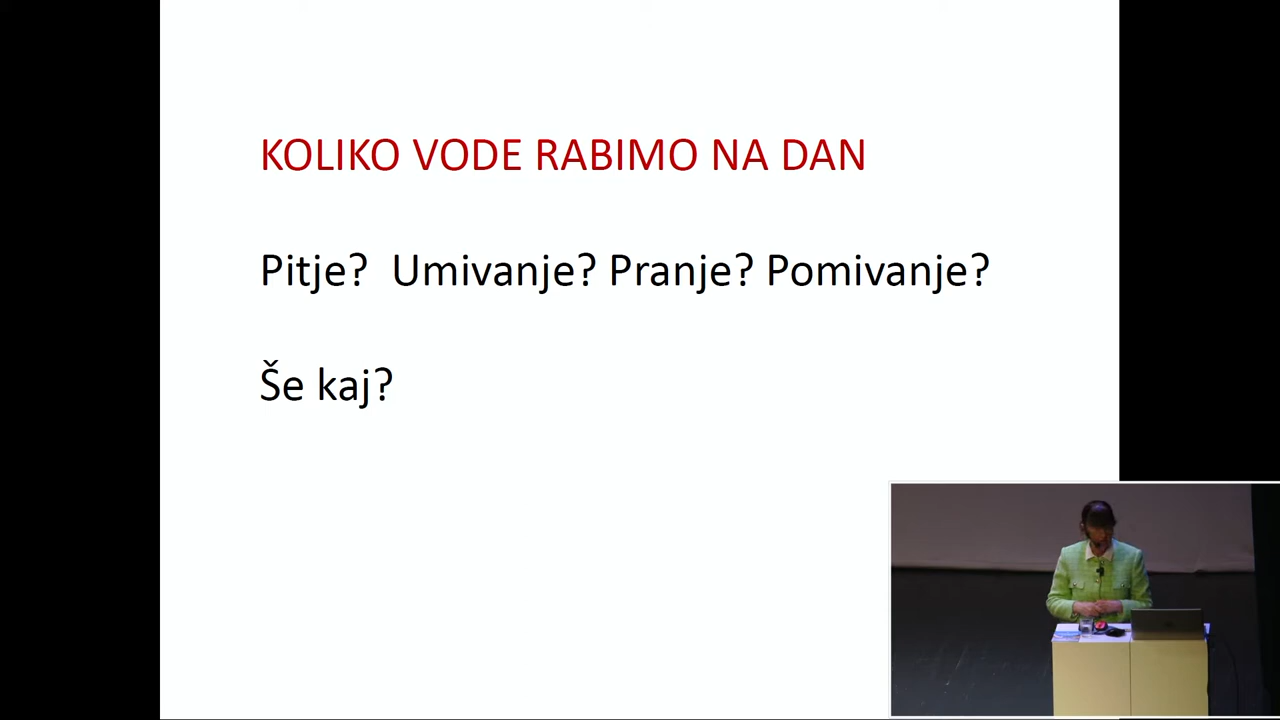 KOLIKO VODE RABIMO NA DAN
Pitje? Umivanje? Pranje? Pomivanje?
Še kaj?